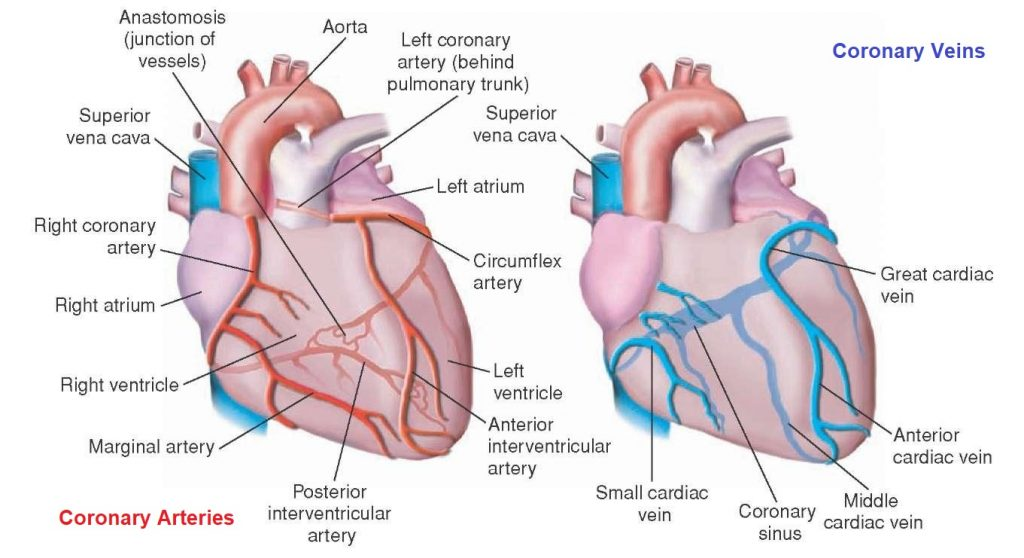 Anastomosis
(junction of
vessels)
Aorta
Left coronary
artery (behind
pulmonary trunk)
Coronary Veins
Superior
vena cava
Superior
vena cava
Left atrium
Right coronary
artery
Circumflex
artery
Great cardiac
vein
Right atrium
Right ventricle
Left
ventricle
Marginal artery
Anterior
interventricular
artery
Anterior
cardiac vein
Posterior
interventricular
artery
Small cardiac
vein
Coronary
sinus
Middle
cardiac vein
Coronary Arteries